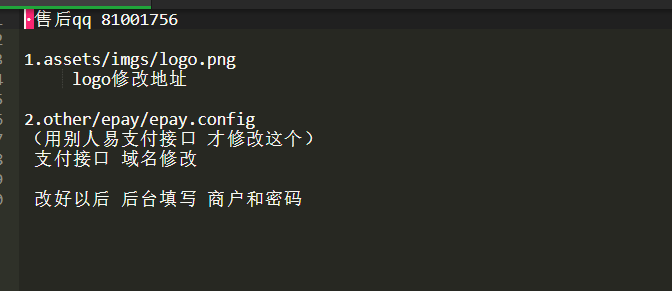 售后qq 81001756
1.assets/imgs/logo.png
logo修改地址
2.other/epay/epay.config
（用别人易支付接口 才修改这个）
支付接口 域名修改
改好以后 后台填写 商户和密码